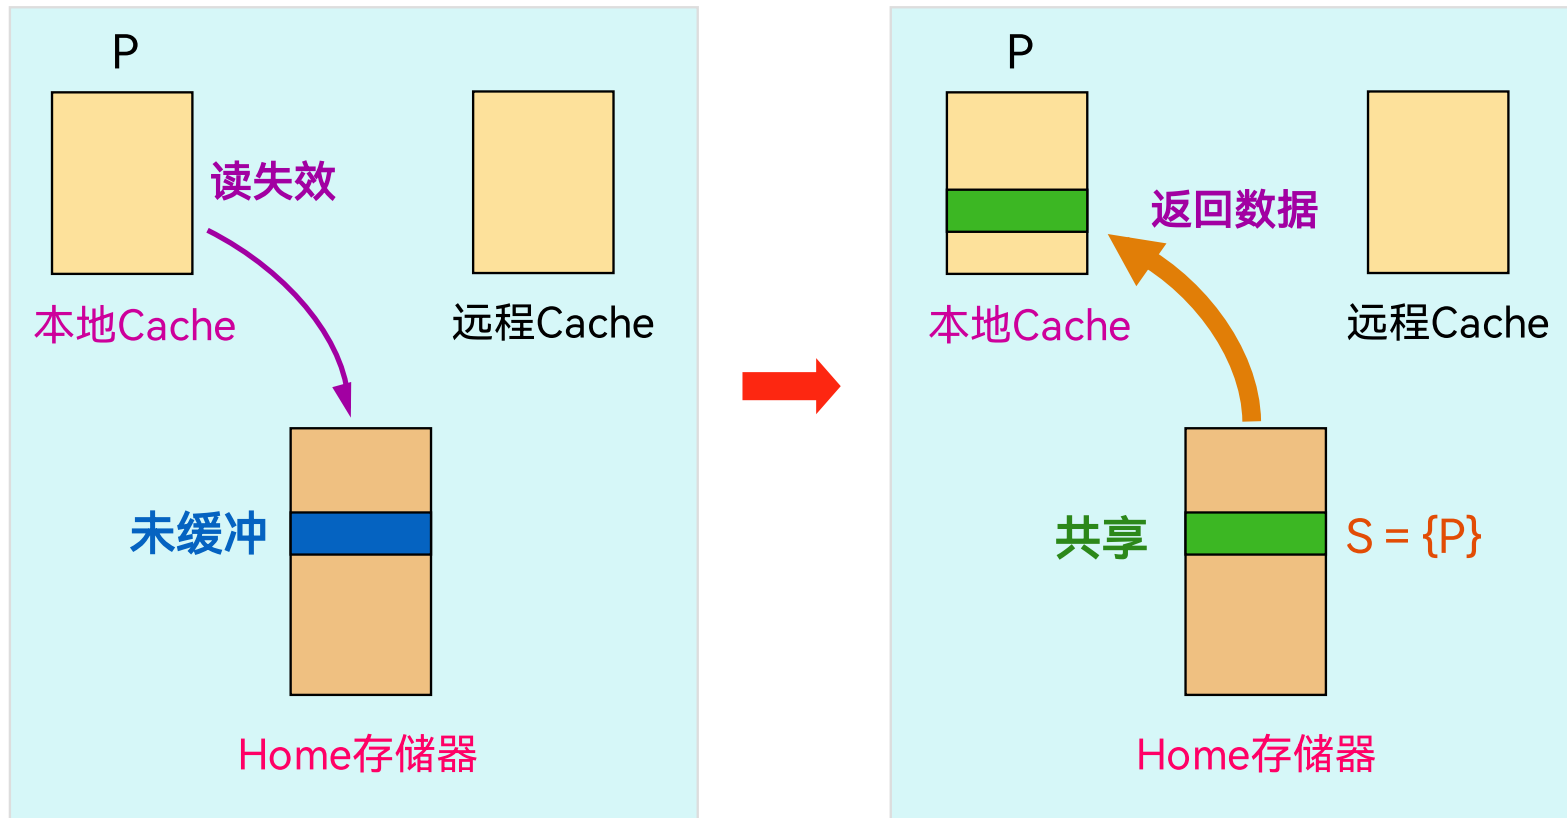 P
读失效
本地Cache
远程Cache
未缓冲
Home存储器
P
返回数据
本地Cache
远程Cache
共享
S = {P}
Home存储器